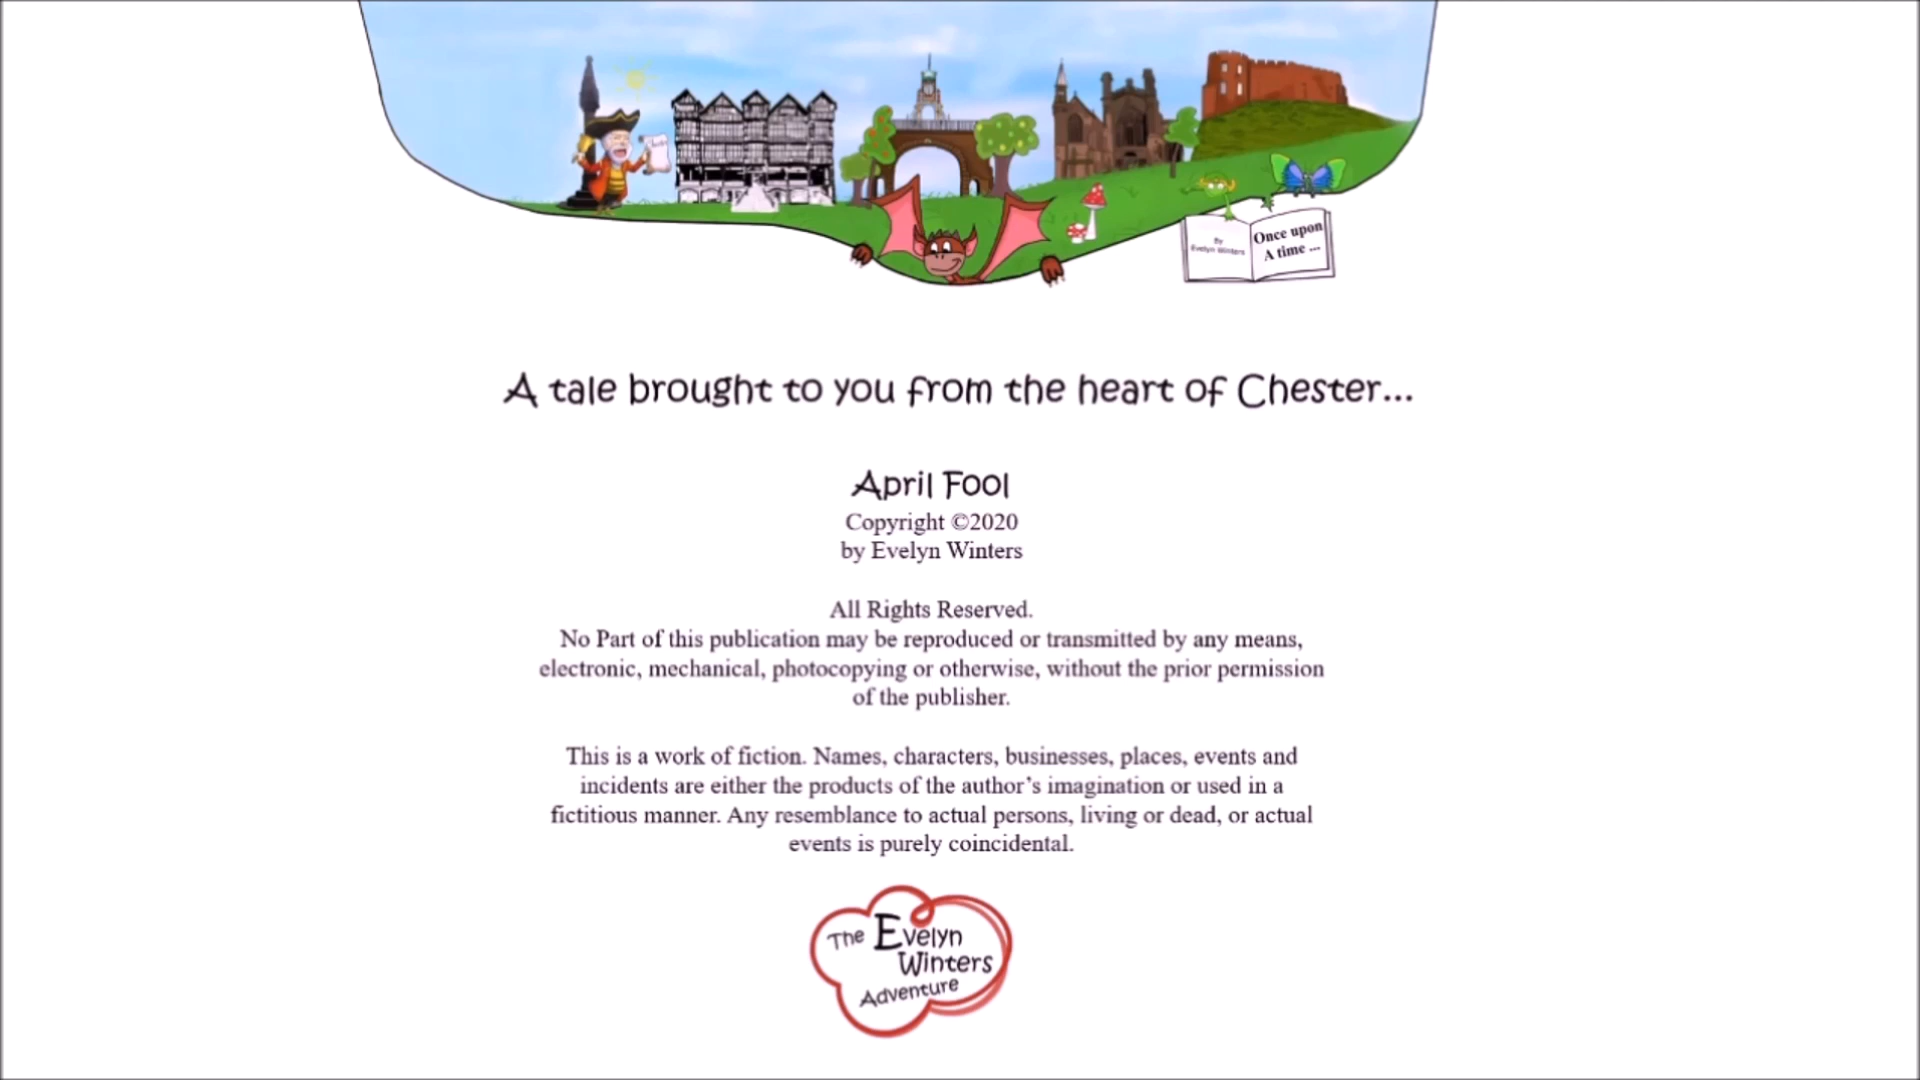 By
Evelyn Winters
Once upon
A time ...
A tale brought to you from the heart of Chester...
April Fool
Copyright ©2020
by Evelyn Winters
All Rights Reserved.
No Part of this publication may be reproduced or transmitted by any means,
electronic, mechanical, photocopying or otherwise, without the prior permission
of the publisher.
This is a work of fiction. Names, characters, businesses, places, events and
incidents are either the products of the author’s imagination or used in a
fictitious manner. Any resemblance to actual persons, living or dead, or actual
events is purely coincidental.
The Evelyn
Winters
Adventure